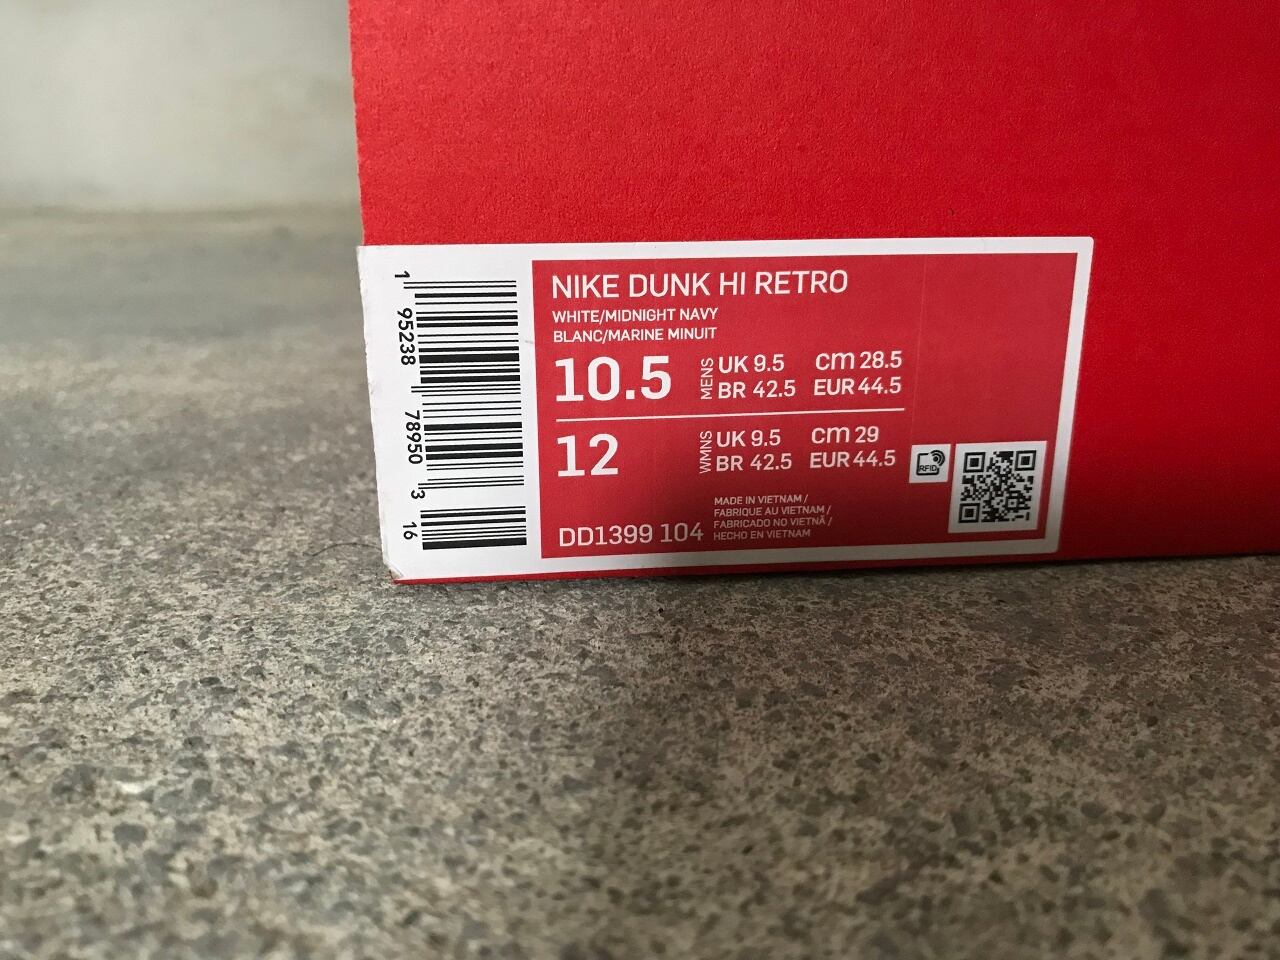 1 95238 78950 3 16
NIKE DUNK HI RETRO
WHITE/MIDNIGHT NAVY
BLANC/MARINE MINUIT
10.5 MENS UK 9.5 CM 28.5
BR 42.5 EUR 44.5
12 WMNS UK 9.5 CM 29
BR 42.5 EUR 44.5
RFID
DD1399 104
MADE IN VIETNAM /
FABRIQUE AU VIETNAM /
FABRICADO NO VIETNÃ /
HECHO EN VIETNAM